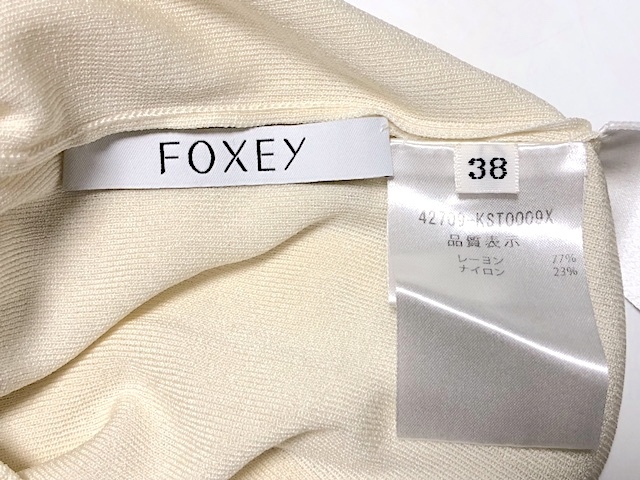 FOXEY
38
42709-KST0009X
品質表示
レーヨン 77%
ナイロン 23%